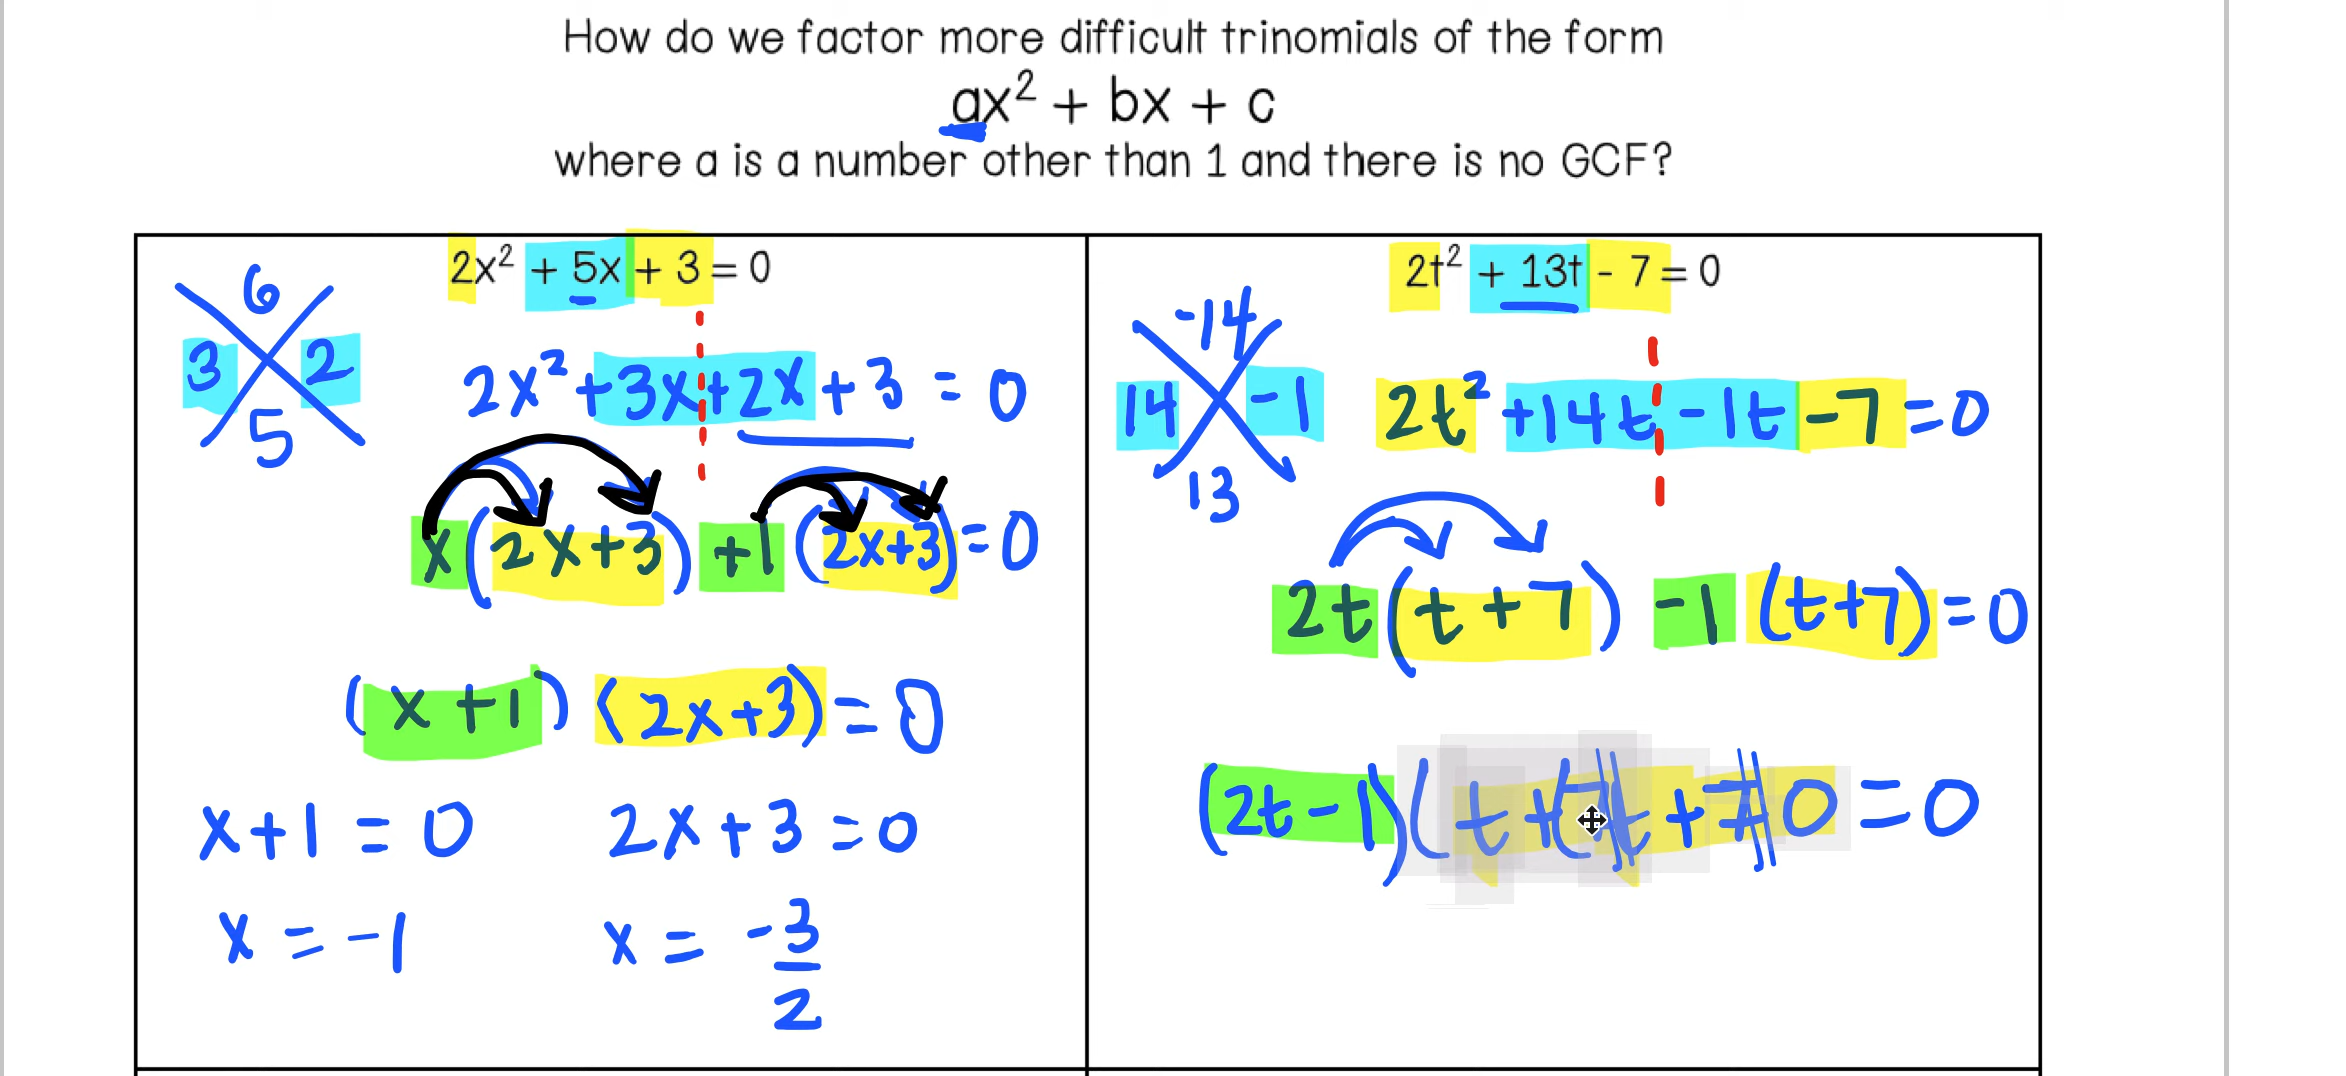 How do we factor more difficult trinomials of the form
ax² + bx + c
where a is a number other than 1 and there is no GCF?
2x² + 5x + 3 = 0
6
3 2
5
2x² + 3x + 2x + 3 = 0
x(2x+3) +1(2x+3) = 0
(x+1) (2x+3) = 0
x+1 = 0 2x+3 = 0
x = -1 x = -3/2
2t² + 13t - 7 = 0
-14
14 -1
13
2t² +14t -1t -7 = 0
2t(t+7) -1(t+7) = 0
(2t-1)( = 0